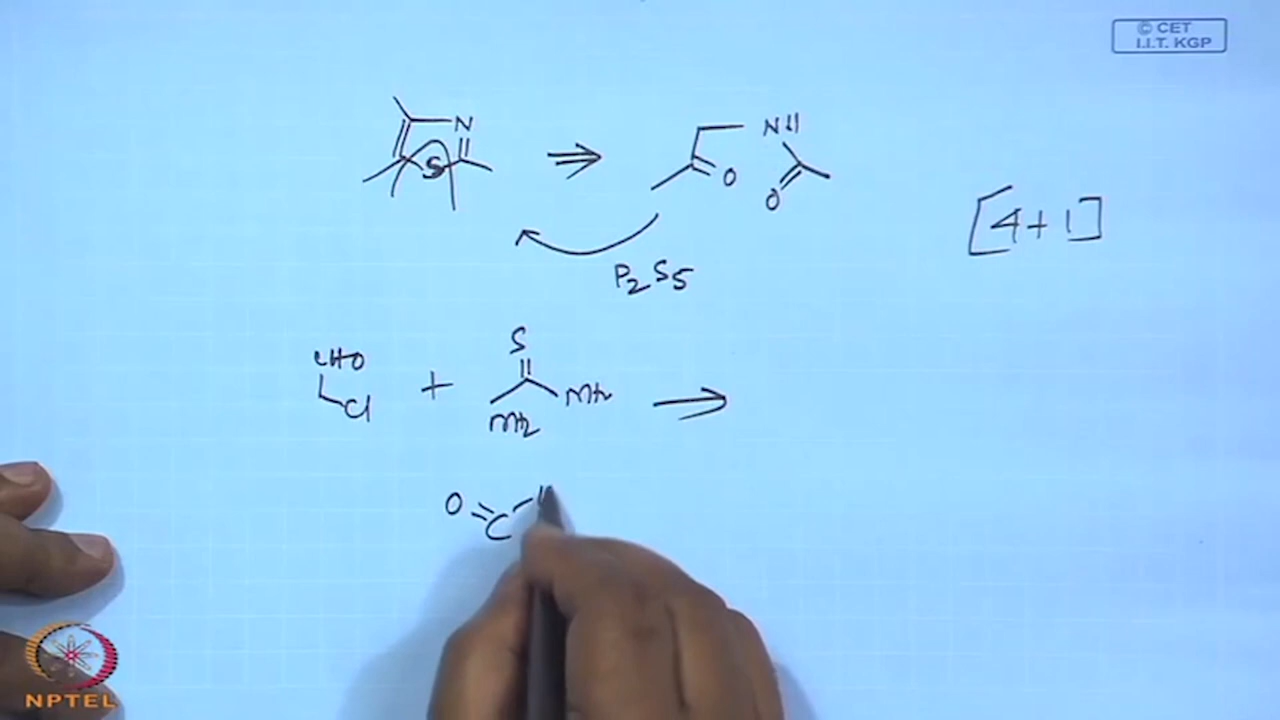 © CET
I.I.T. KGP
N
S
NH
O
O
[4+1]
P2S5
S
CHO
Cl
+
NH2
NH2
O
C
NPTEL